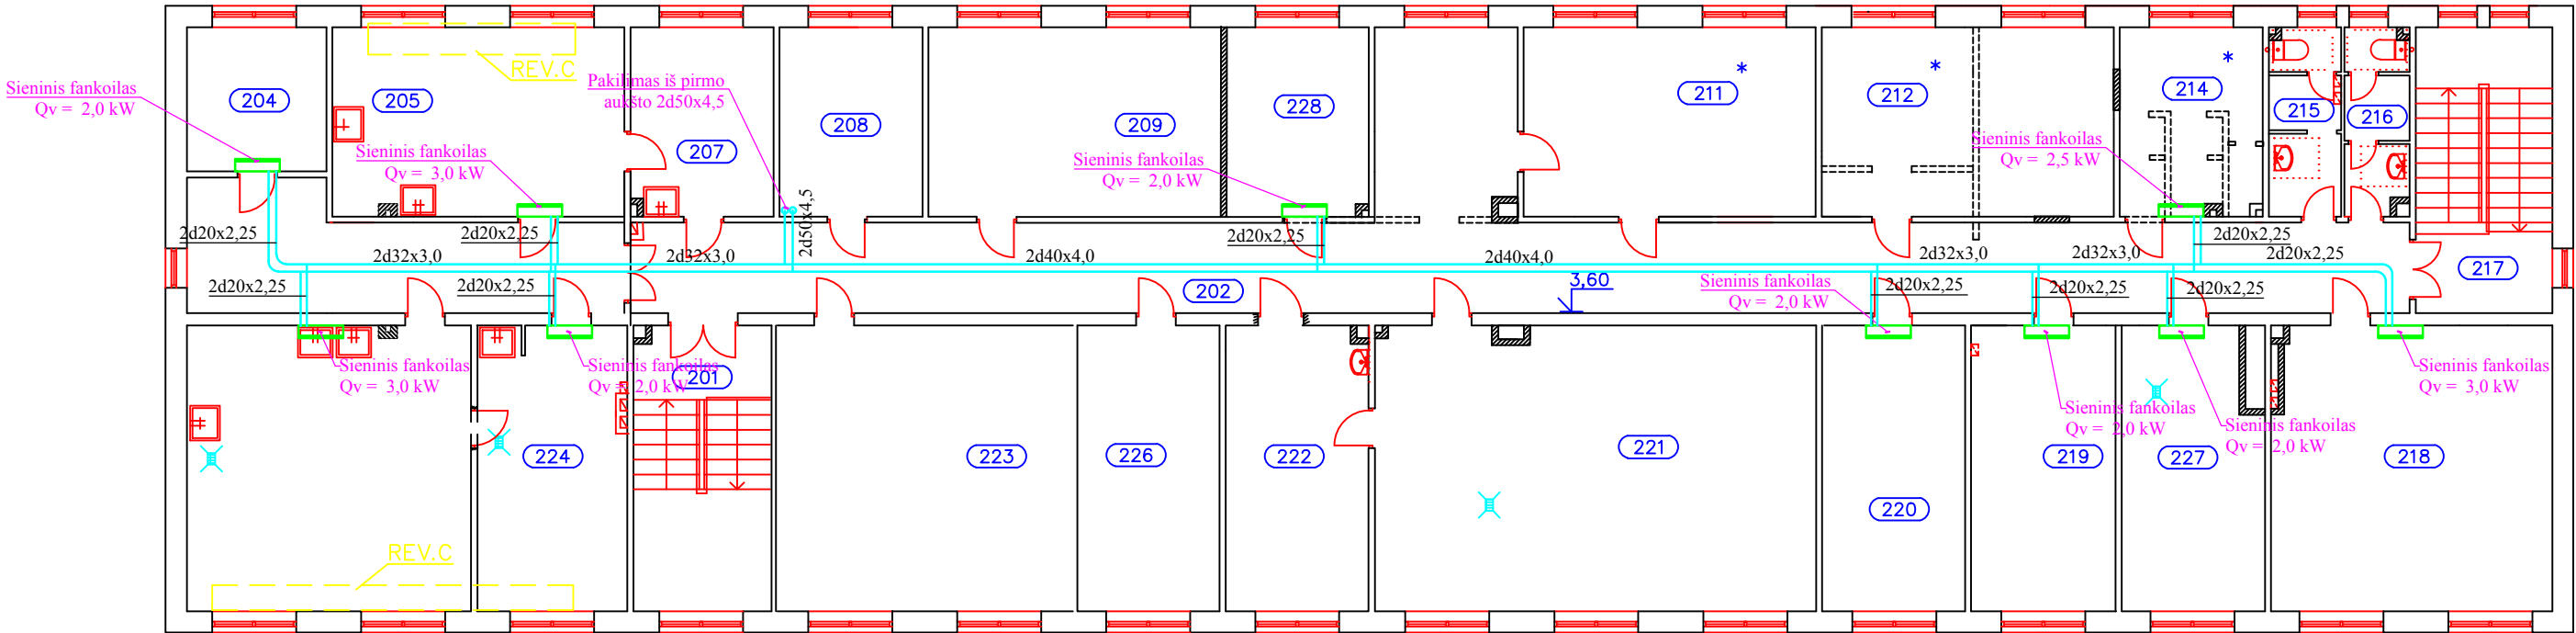 REV.C
Sieninis fankoilas
Qv = 2,0 kW
204
205
Pakilimas iš pirmo
aukšto 2d50x4,5
207
208
209
228
211
212
214
215
216
Sieninis fankoilas
Qv = 3,0 kW
Sieninis fankoilas
Qv = 2,0 kW
Sieninis fankoilas
Qv = 2,5 kW
2d50x4,5
2d20x2,25
2d20x2,25
2d20x2,25
2d20x2,25
2d32x3,0
2d32x3,0
2d40x4,0
2d40x4,0
2d32x3,0
2d32x3,0
2d20x2,25
217
2d20x2,25
2d20x2,25
202
3,60
Sieninis fankoilas
Qv = 2,0 kW
2d20x2,25
2d20x2,25
2d20x2,25
Sieninis fankoilas
Qv = 3,0 kW
Sieninis fankoilas
Qv = 2,0 kW
201
Sieninis fankoilas
Qv = 2,0 kW
Sieninis fankoilas
Qv = 2,0 kW
Sieninis fankoilas
Qv = 3,0 kW
224
223
226
222
221
220
219
227
218
REV.C